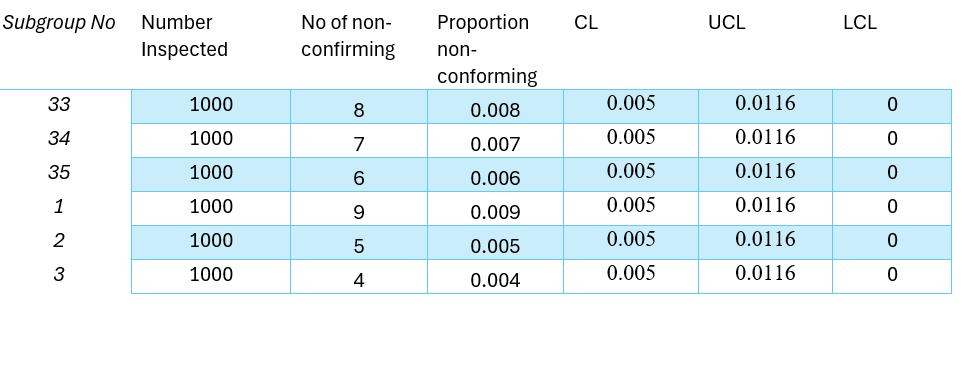 Subgroup No Number Inspected No of non-confirming Proportion non-conforming CL UCL LCL
33 1000 8 0.008 0.005 0.0116 0
34 1000 7 0.007 0.005 0.0116 0
35 1000 6 0.006 0.005 0.0116 0
1 1000 9 0.009 0.005 0.0116 0
2 1000 5 0.005 0.005 0.0116 0
3 1000 4 0.004 0.005 0.0116 0